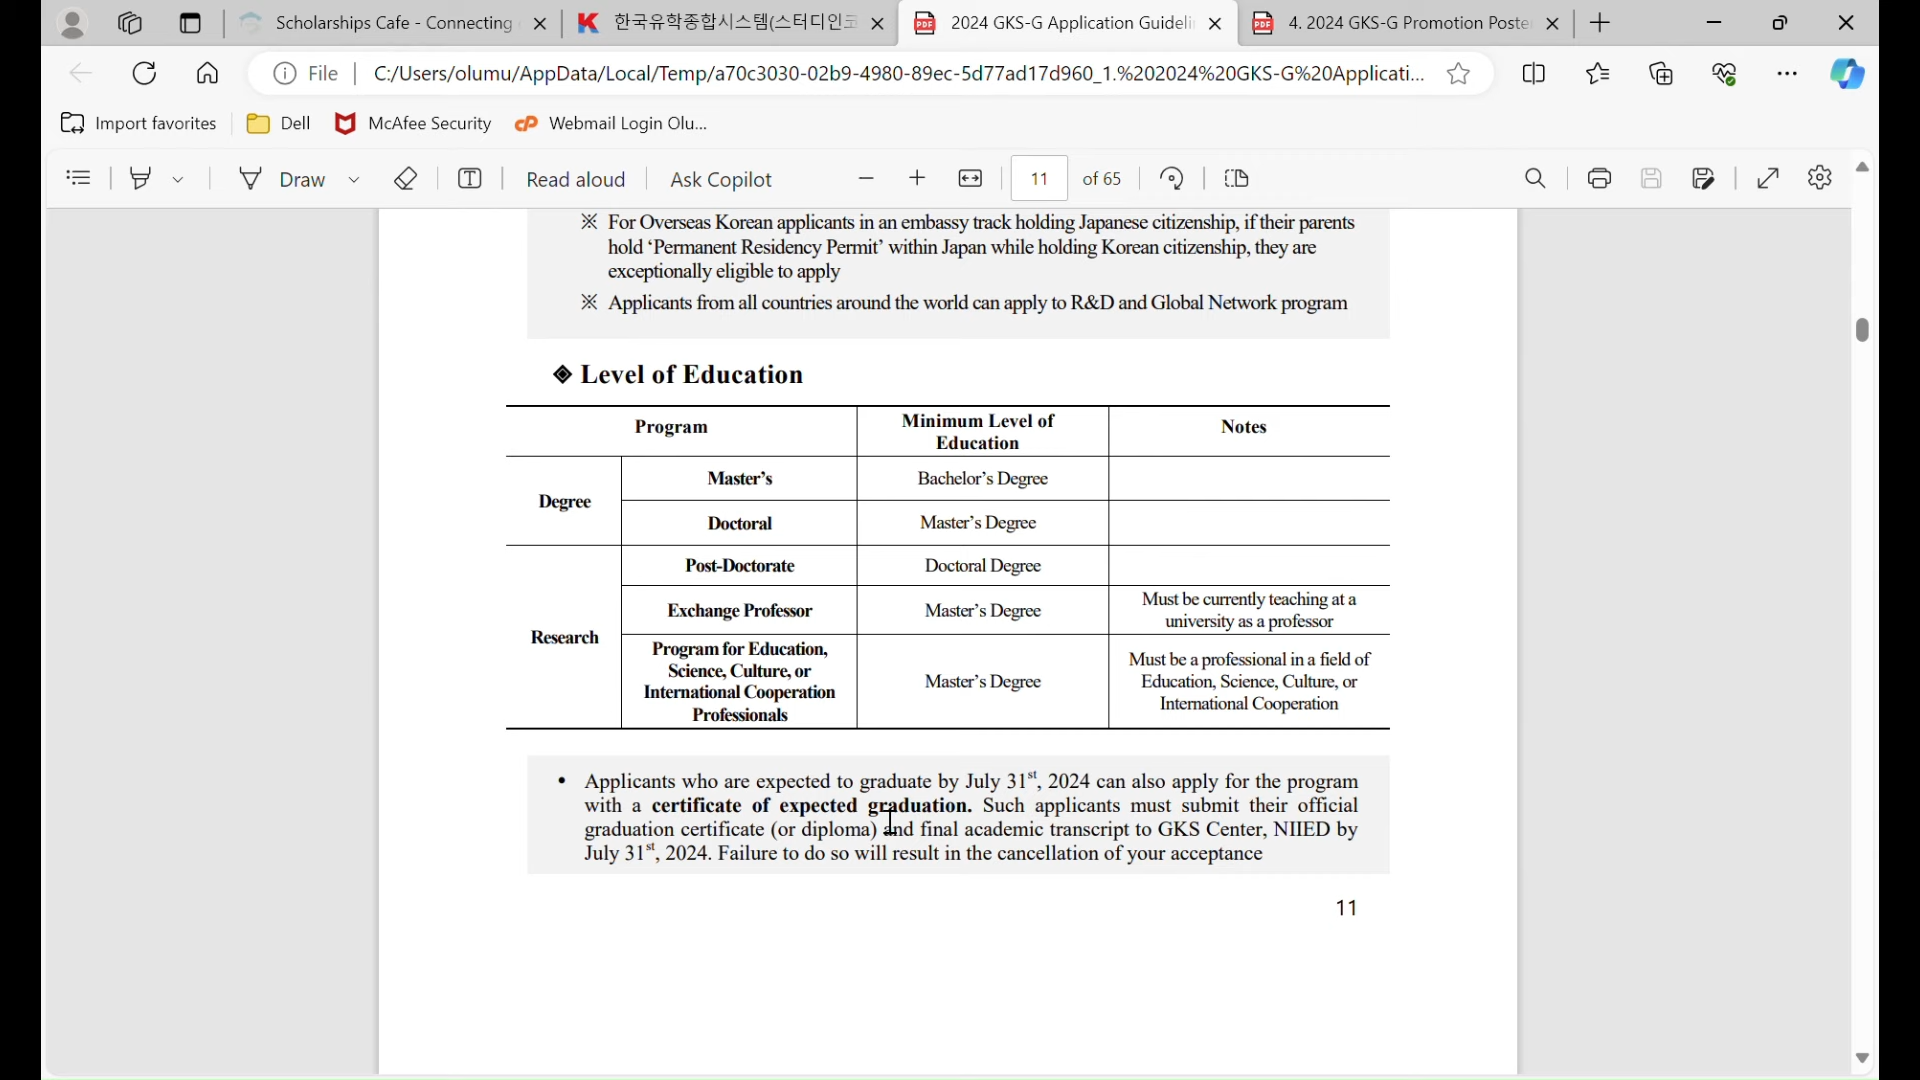 Scholarships Cafe - Connecting
한국유학종합시스템(스터디인코
2024 GKS-G Application Guideli
4. 2024 GKS-G Promotion Poste
File
C:/Users/olumu/AppData/Local/Temp/a70c3030-02b9-4980-89ec-5d77ad17d960_1.%202024%20GKS-G%20Applicati...
Import favorites
Dell
McAfee Security
Webmail Login Olu...
Draw
Read aloud
Ask Copilot
11
of 65
※ For Overseas Korean applicants in an embassy track holding Japanese citizenship, if their parents
hold ‘Permanent Residency Permit’ within Japan while holding Korean citizenship, they are
exceptionally eligible to apply
※ Applicants from all countries around the world can apply to R&D and Global Network program
◈ Level of Education
Program
Minimum Level of
Education
Notes
Degree
Master’s
Bachelor’s Degree
Doctoral
Master’s Degree
Research
Post-Doctorate
Doctoral Degree
Exchange Professor
Master’s Degree
Must be currently teaching at a
university as a professor
Program for Education,
Science, Culture, or
International Cooperation
Professionals
Master’s Degree
Must be a professional in a field of
Education, Science, Culture, or
International Cooperation
• Applicants who are expected to graduate by July 31st, 2024 can also apply for the program
with a certificate of expected graduation. Such applicants must submit their official
graduation certificate (or diploma) and final academic transcript to GKS Center, NIIED by
July 31st, 2024. Failure to do so will result in the cancellation of your acceptance
11